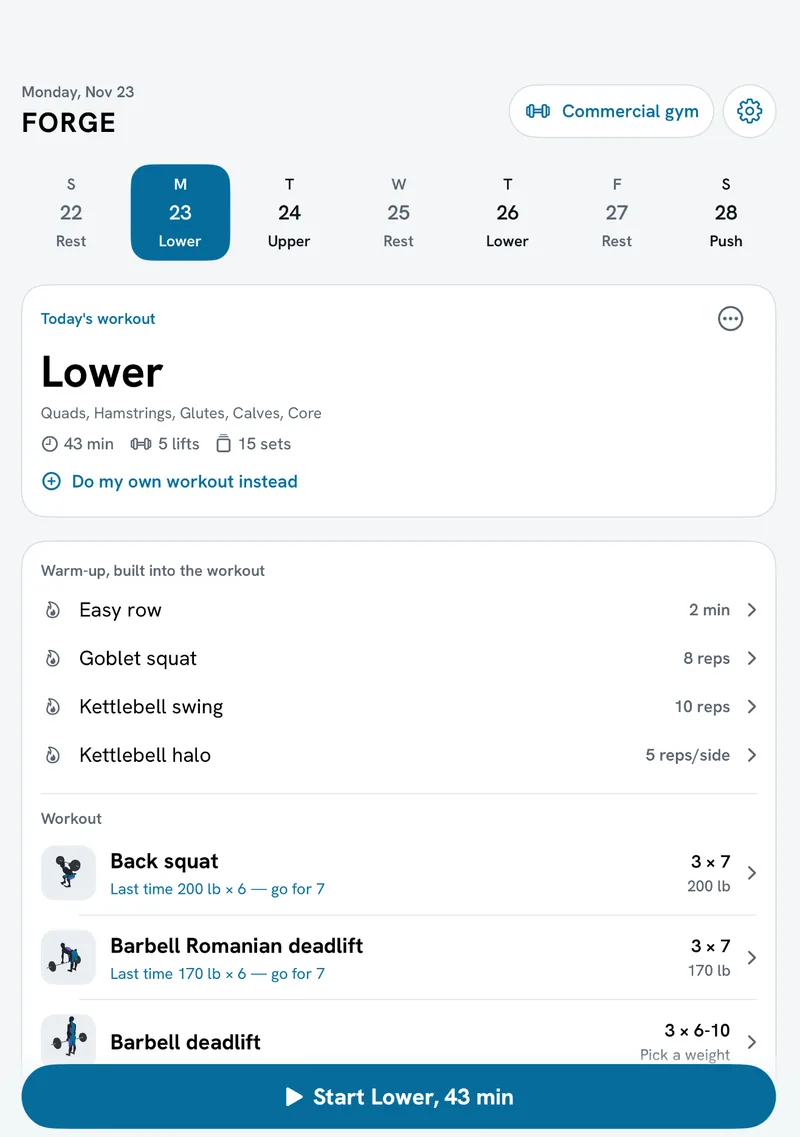 Monday, Nov 23
FORGE
Commercial gym
S M T W T F S
22 23 24 25 26 27 28
Rest Lower Upper Rest Lower Rest Push
Today's workout
Lower
Quads, Hamstrings, Glutes, Calves, Core
43 min 5 lifts 15 sets
Do my own workout instead
Warm-up, built into the workout
Easy row 2 min
Goblet squat 8 reps
Kettlebell swing 10 reps
Kettlebell halo 5 reps/side
Workout
Back squat 3 × 7
Last time 200 lb × 6 — go for 7 200 lb
Barbell Romanian deadlift 3 × 7
Last time 170 lb × 6 — go for 7 170 lb
Barbell deadlift 3 × 6-10
Pick a weight
Start Lower, 43 min